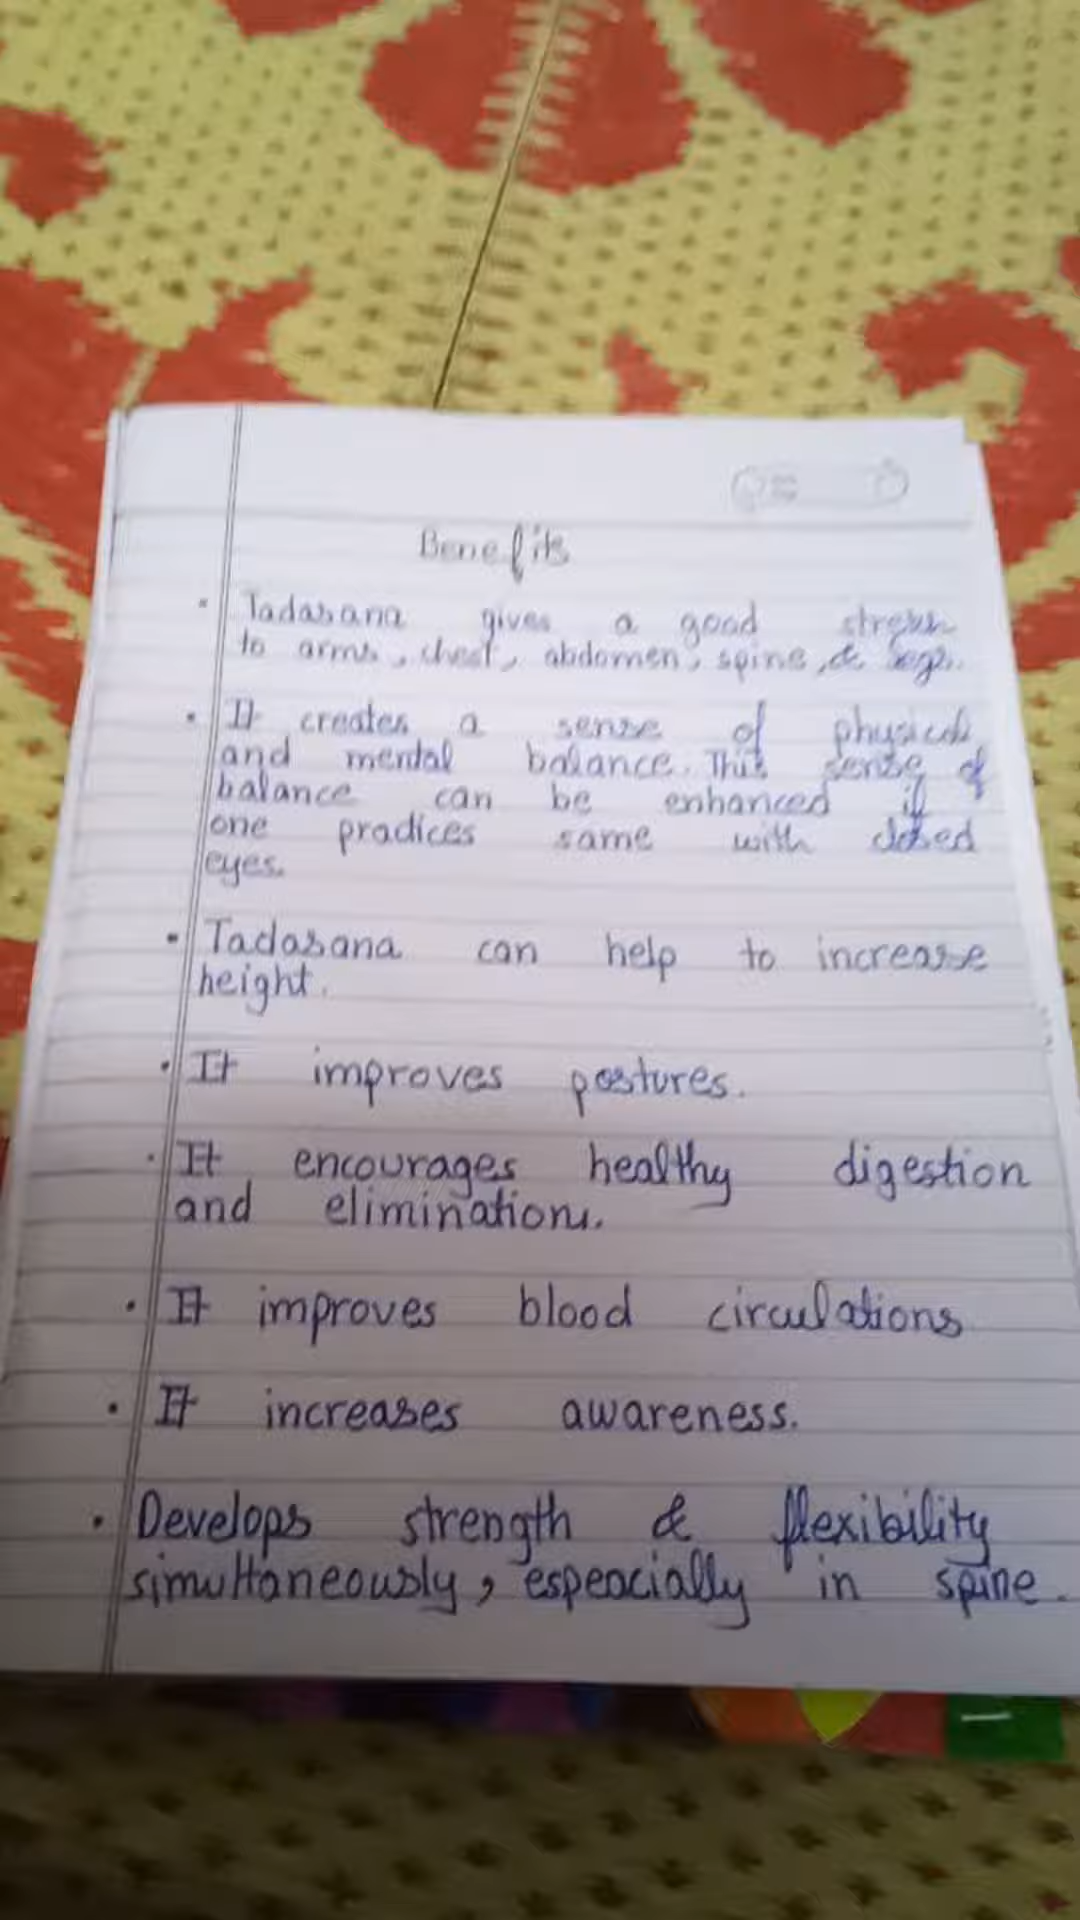 Benefits
• Tadasana gives a good stretch
to arms, chest, abdomen, spine, & legs.
• It creates a sense of physical
and mental balance. This sense of
balance can be enhanced if
one practices same with closed
eyes.
• Tadasana can help to increase
height.
• It improves postures.
• It encourages healthy digestion
and eliminations.
• It improves blood circulations
• It increases awareness.
• Develops strength & flexibility
simultaneously, espeacially in spine.